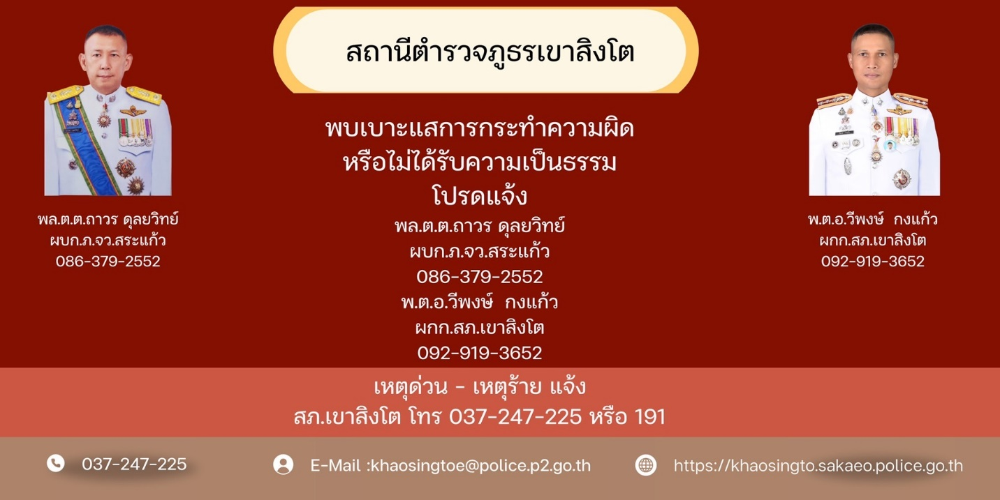 สถานีตำรวจภูธรเขาสิงโต
พบเบาะแสการกระทำความผิด
หรือไม่ได้รับความเป็นธรรม
โปรดแจ้ง
พล.ต.ต.ถาวร ดุลยวิทย์
ผบก.ภ.จว.สระแก้ว
086-379-2552
พ.ต.อ.วีพงษ์ กงแก้ว
ผกก.สภ.เขาสิงโต
092-919-3652
พล.ต.ต.ถาวร ดุลยวิทย์
ผบก.ภ.จว.สระแก้ว
086-379-2552
พ.ต.อ.วีพงษ์ กงแก้ว
ผกก.สภ.เขาสิงโต
092-919-3652
เหตุด่วน - เหตุร้าย แจ้ง
สภ.เขาสิงโต โทร 037-247-225 หรือ 191
037-247-225
E-Mail :khaosingtoe@police.p2.go.th
https://khaosingto.sakaeo.police.go.th